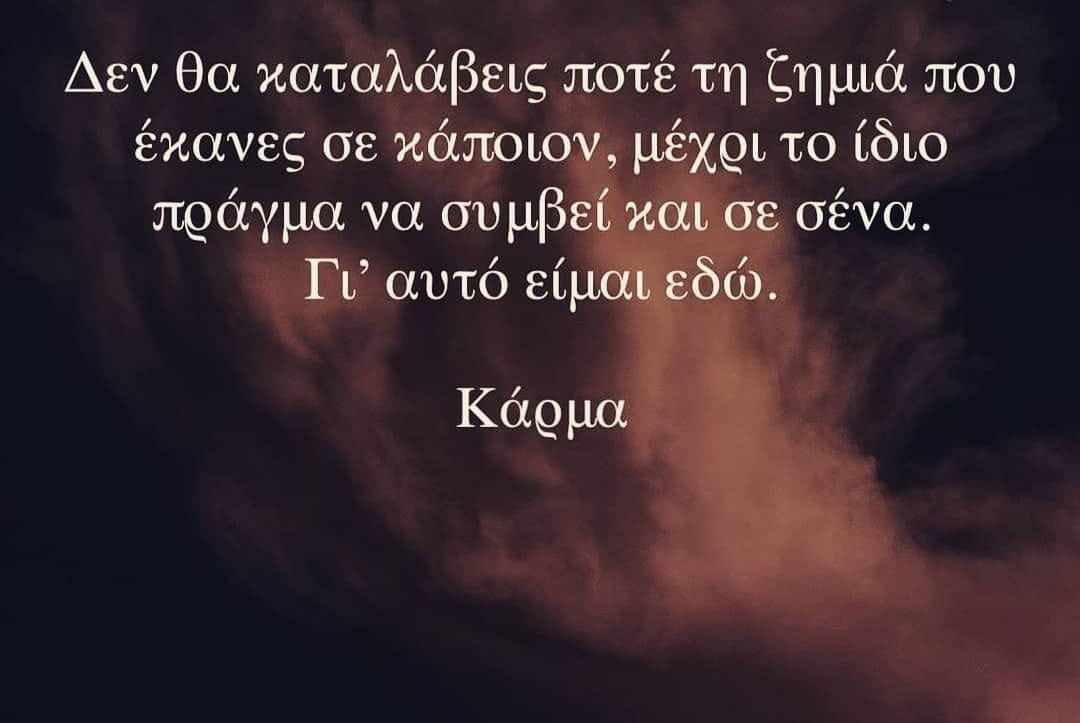 Δεν θα καταλάβεις ποτέ τη ζημιά που
έκανες σε κάποιον, μέχρι το ίδιο
πράγμα να συμβεί και σε σένα.
Γι’ αυτό είμαι εδώ.
Κάρμα